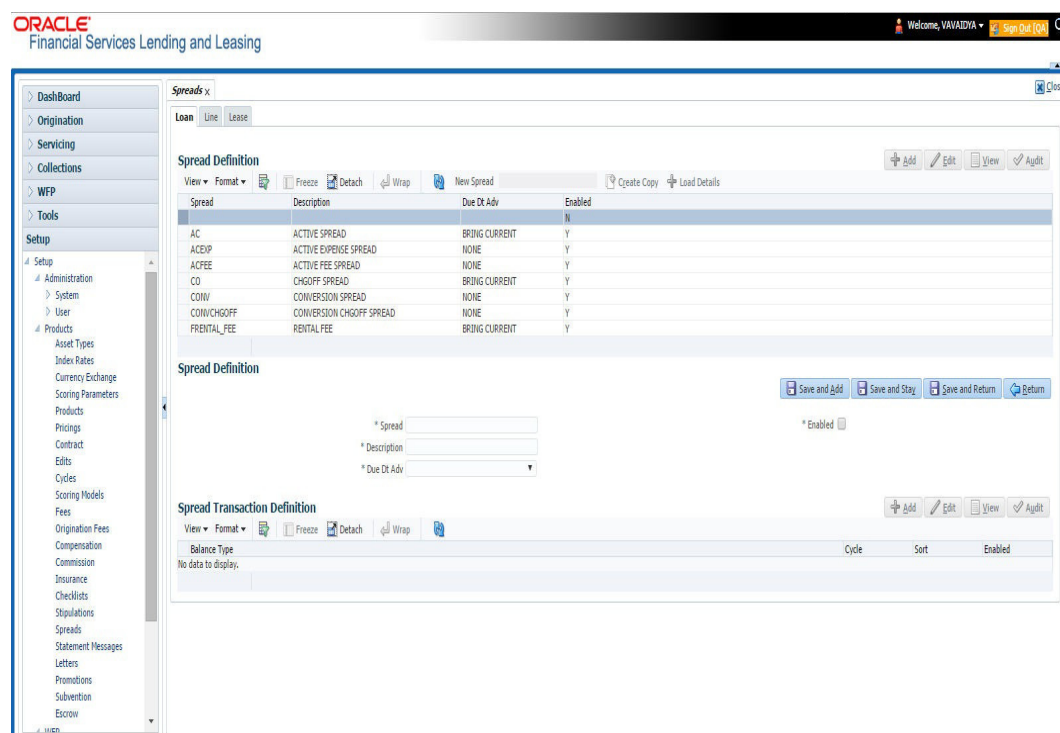 ORACLE
Financial Services Lending and Leasing
Welcome, VAVAIDYA
Sign Out [QA]
DashBoard
Origination
Servicing
Collections
WFP
Tools
Setup
Setup
Administration
System
User
Products
Asset Types
Index Rates
Currency Exchange
Scoring Parameters
Products
Pricings
Contract
Edits
Cycles
Scoring Models
Fees
Origination Fees
Compensation
Commission
Insurance
Checklists
Stipulations
Spreads
Statement Messages
Letters
Promotions
Subvention
Escrow
WFP
Spreads x
Clos
Loan Line Lease
Spread Definition
Add Edit View Audit
View Format Freeze Detach Wrap New Spread Create Copy Load Details
Spread Description Due Dt Adv Enabled
N
AC ACTIVE SPREAD BRING CURRENT Y
ACEXP ACTIVE EXPENSE SPREAD NONE Y
ACFEE ACTIVE FEE SPREAD NONE Y
CO CHGOFF SPREAD BRING CURRENT Y
CONV CONVERSION SPREAD NONE Y
CONVCHGOFF CONVERSION CHGOFF SPREAD NONE Y
FRENTAL_FEE RENTAL FEE BRING CURRENT Y
Spread Definition
Save and Add Save and Stay Save and Return Return
* Spread
* Enabled
* Description
* Due Dt Adv
Spread Transaction Definition
Add Edit View Audit
View Format Freeze Detach Wrap
Balance Type Cycle Sort Enabled
No data to display.